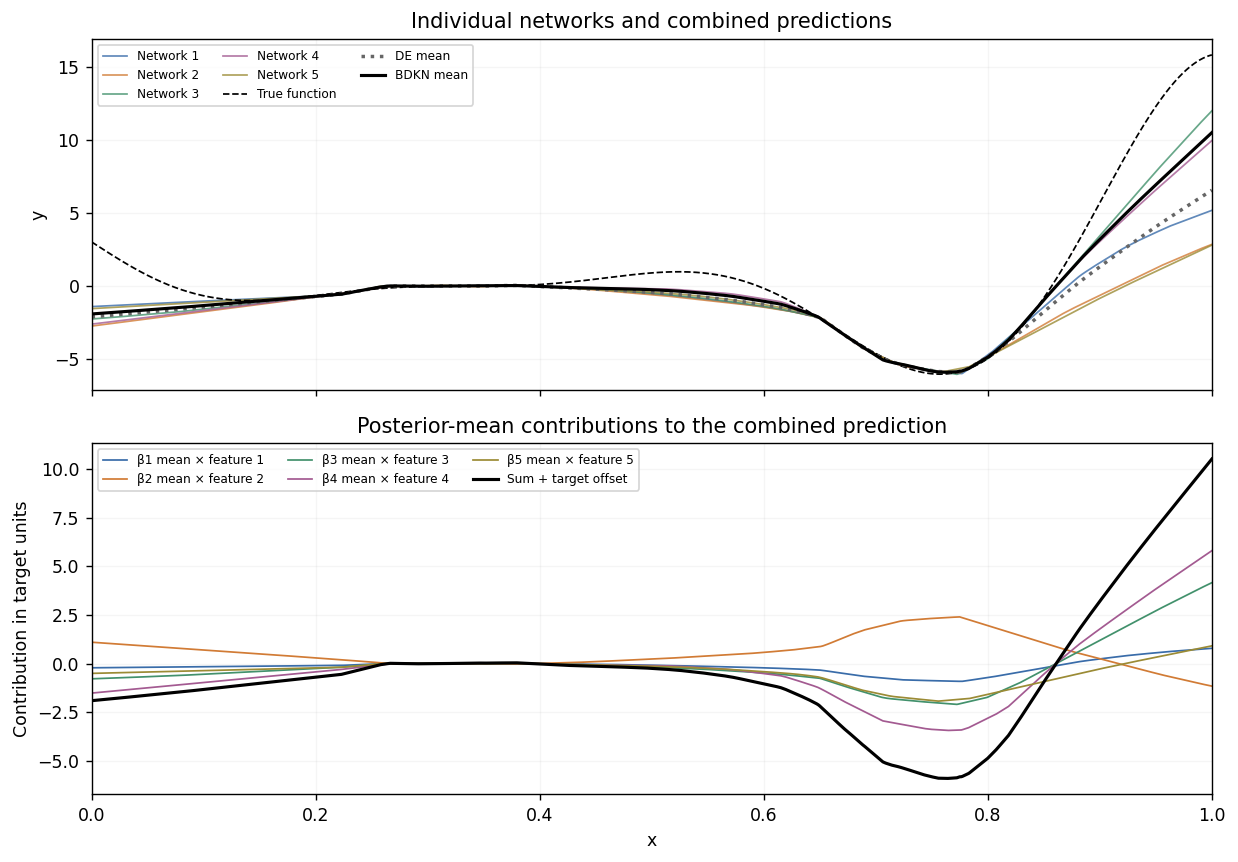 Individual networks and combined predictions
Network 1
Network 2
Network 3
Network 4
Network 5
True function
DE mean
BDKN mean
15
10
5
0
−5
y
Posterior-mean contributions to the combined prediction
β1 mean × feature 1
β2 mean × feature 2
β3 mean × feature 3
β4 mean × feature 4
β5 mean × feature 5
Sum + target offset
10.0
7.5
5.0
2.5
0.0
−2.5
−5.0
Contribution in target units
0.0 0.2 0.4 0.6 0.8 1.0
x